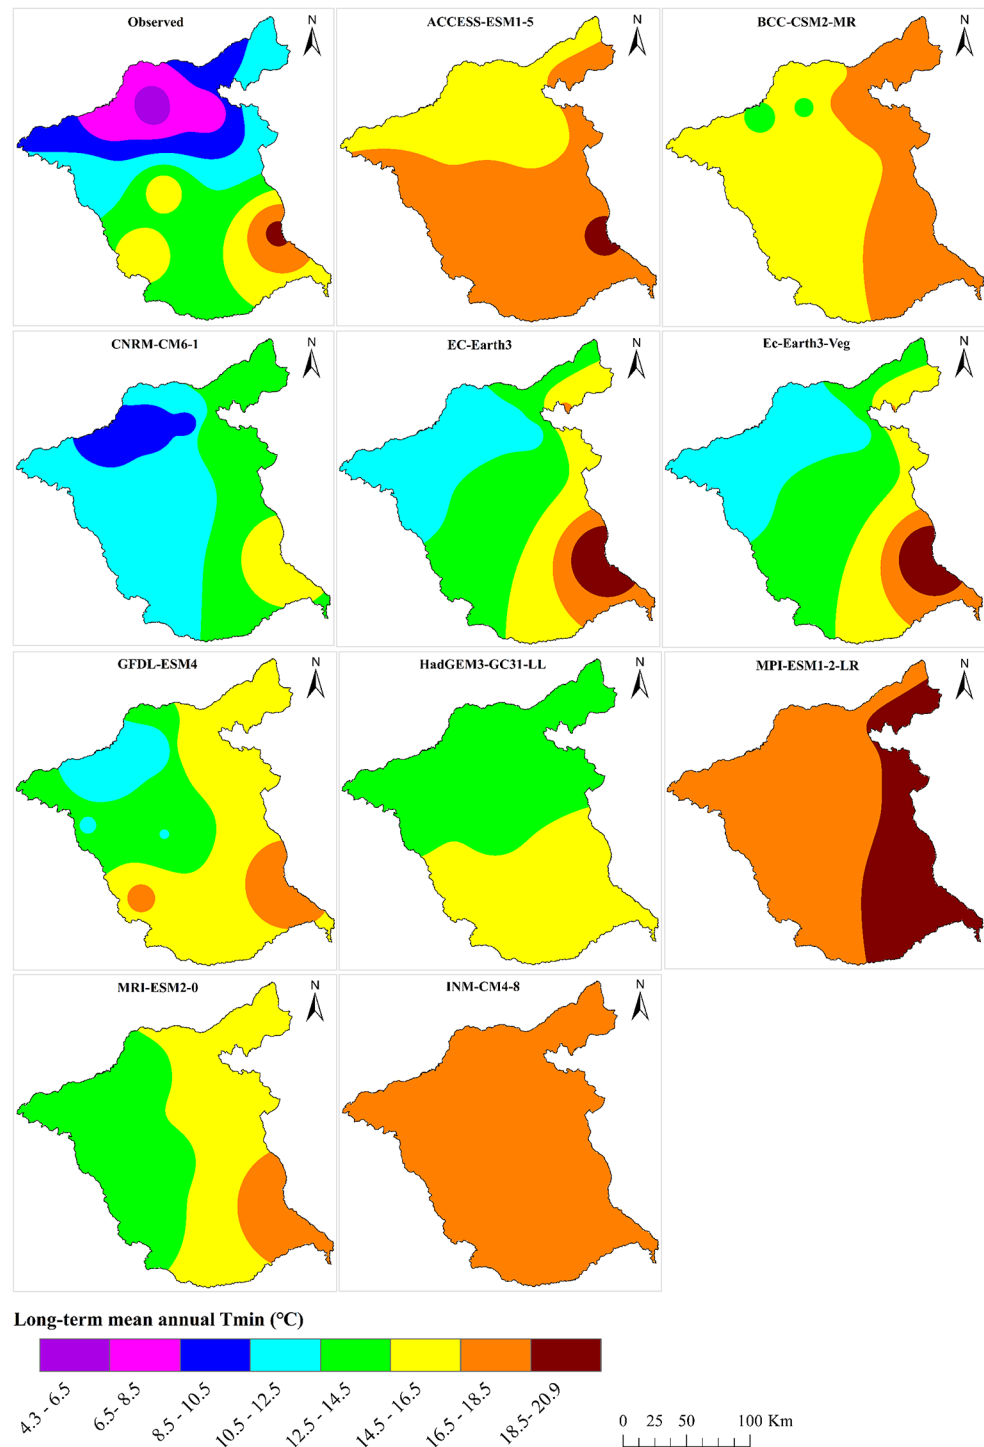 Observed
N
ACCESS-ESM1-5
N
BCC-CSM2-MR
N
CNRM-CM6-1
N
EC-Earth3
N
Ec-Earth3-Veg
N
GFDL-ESM4
N
HadGEM3-GC31-LL
N
MPI-ESM1-2-LR
N
MRI-ESM2-0
N
INM-CM4-8
N
Long-term mean annual Tmin (°C)
4.3 - 6.5
6.5- 8.5
8.5 - 10.5
10.5 - 12.5
12.5 - 14.5
14.5 - 16.5
16.5 - 18.5
18.5- 20.9
0 25 50 100 Km